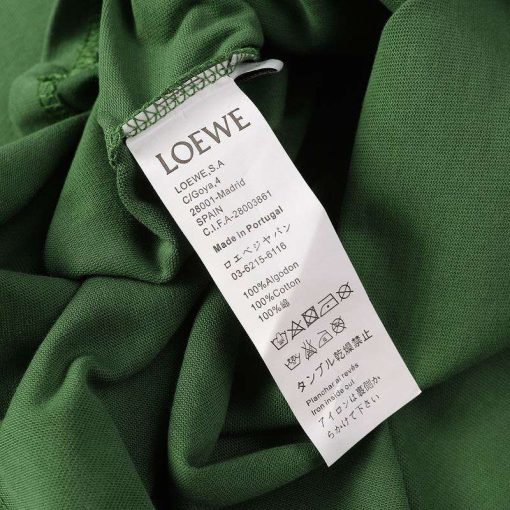 LOEWE
LOEWE,S.A
C/Goya,4
28001-Madrid
SPAIN
C.I.F.A-28003861
Made in Portugal
ロエベジャパン
03-6215-6116
100%Algodon
100%Cotton
100%綿
タンブル乾燥禁止
Planchar al revés
Iron inside out
アイロンは裏側か
らかけて下さい